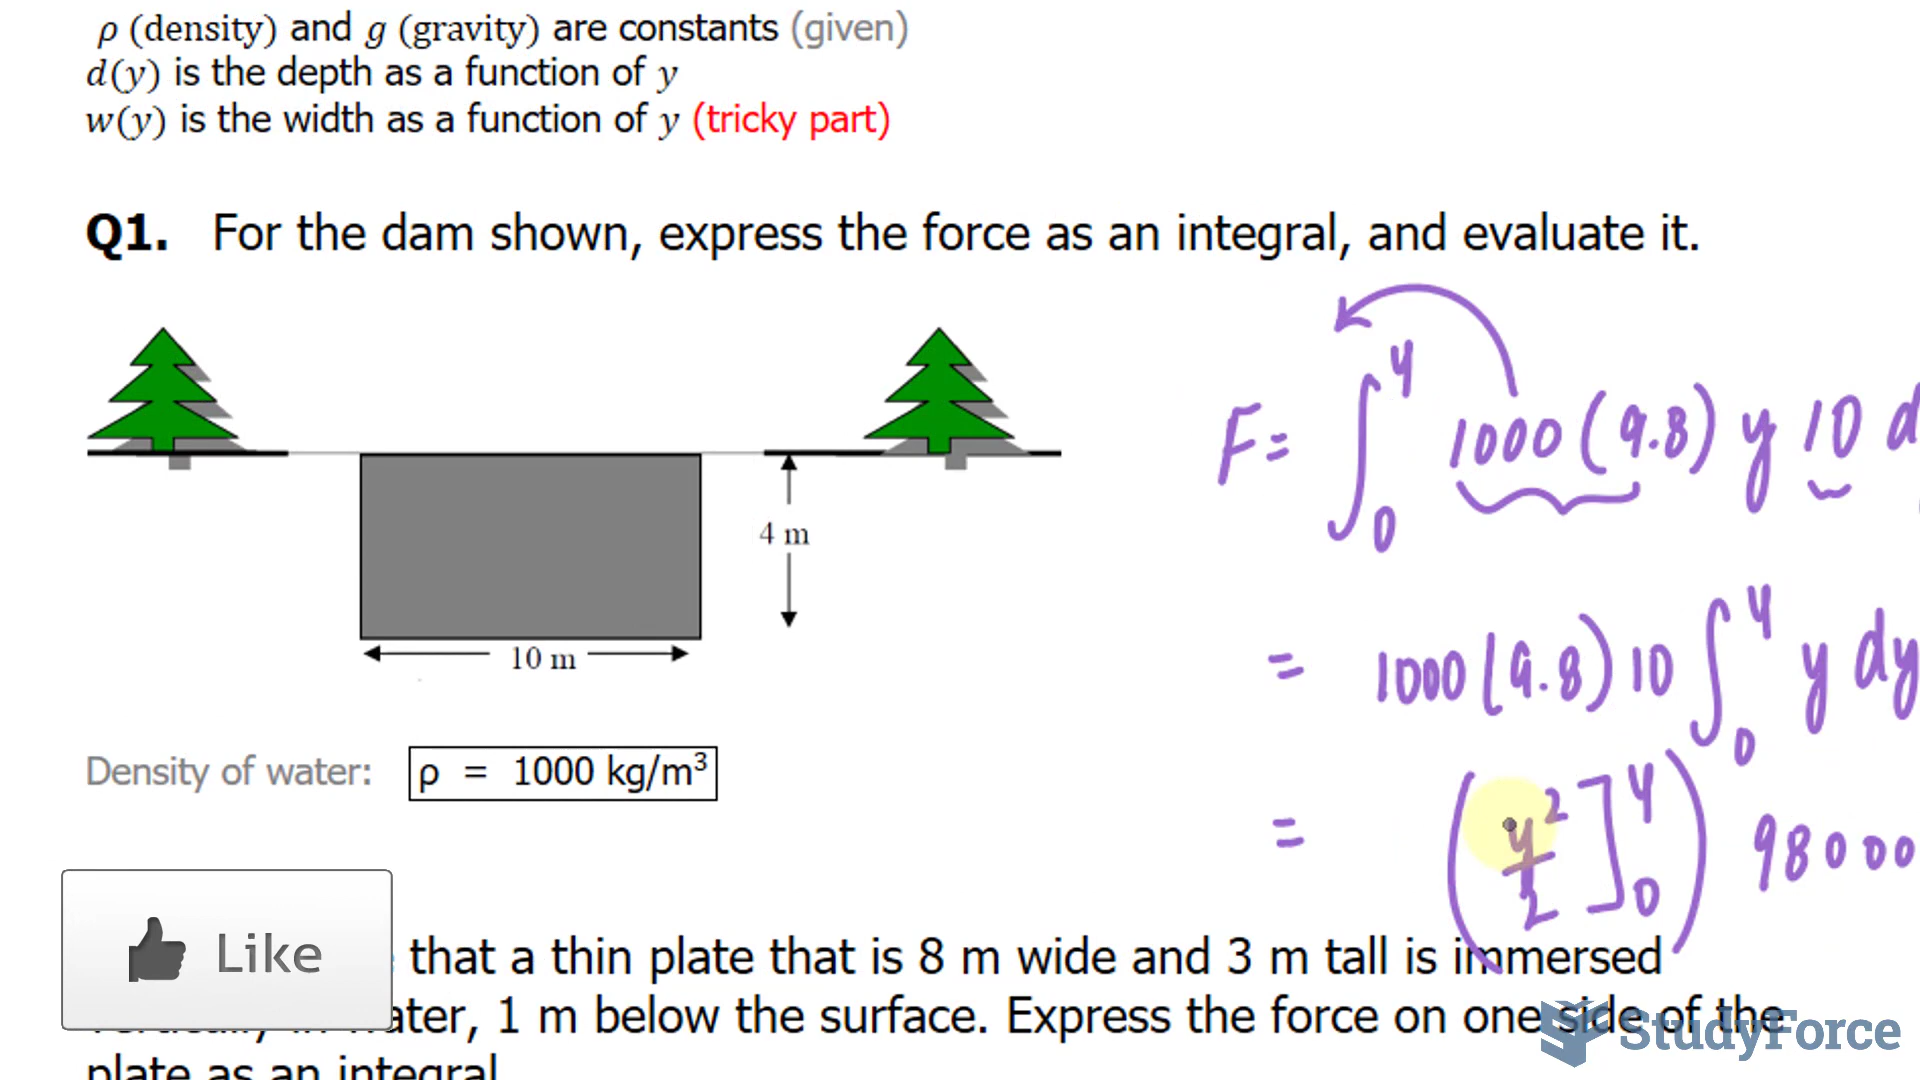 ρ (density) and g (gravity) are constants (given)
d(y) is the depth as a function of y
w(y) is the width as a function of y (tricky part)
Q1. For the dam shown, express the force as an integral, and evaluate it.
F = ∫₀⁴ 1000 (9.8) y 10 d
4 m
10 m
= 1000 (9.8) 10 ∫₀⁴ y dy
Density of water: ρ = 1000 kg/m³
= ( y²/2 ]₀⁴ ) 98000
Like
that a thin plate that is 8 m wide and 3 m tall is immersed
water, 1 m below the surface. Express the force on one side of the
plate as an integral
StudyForce